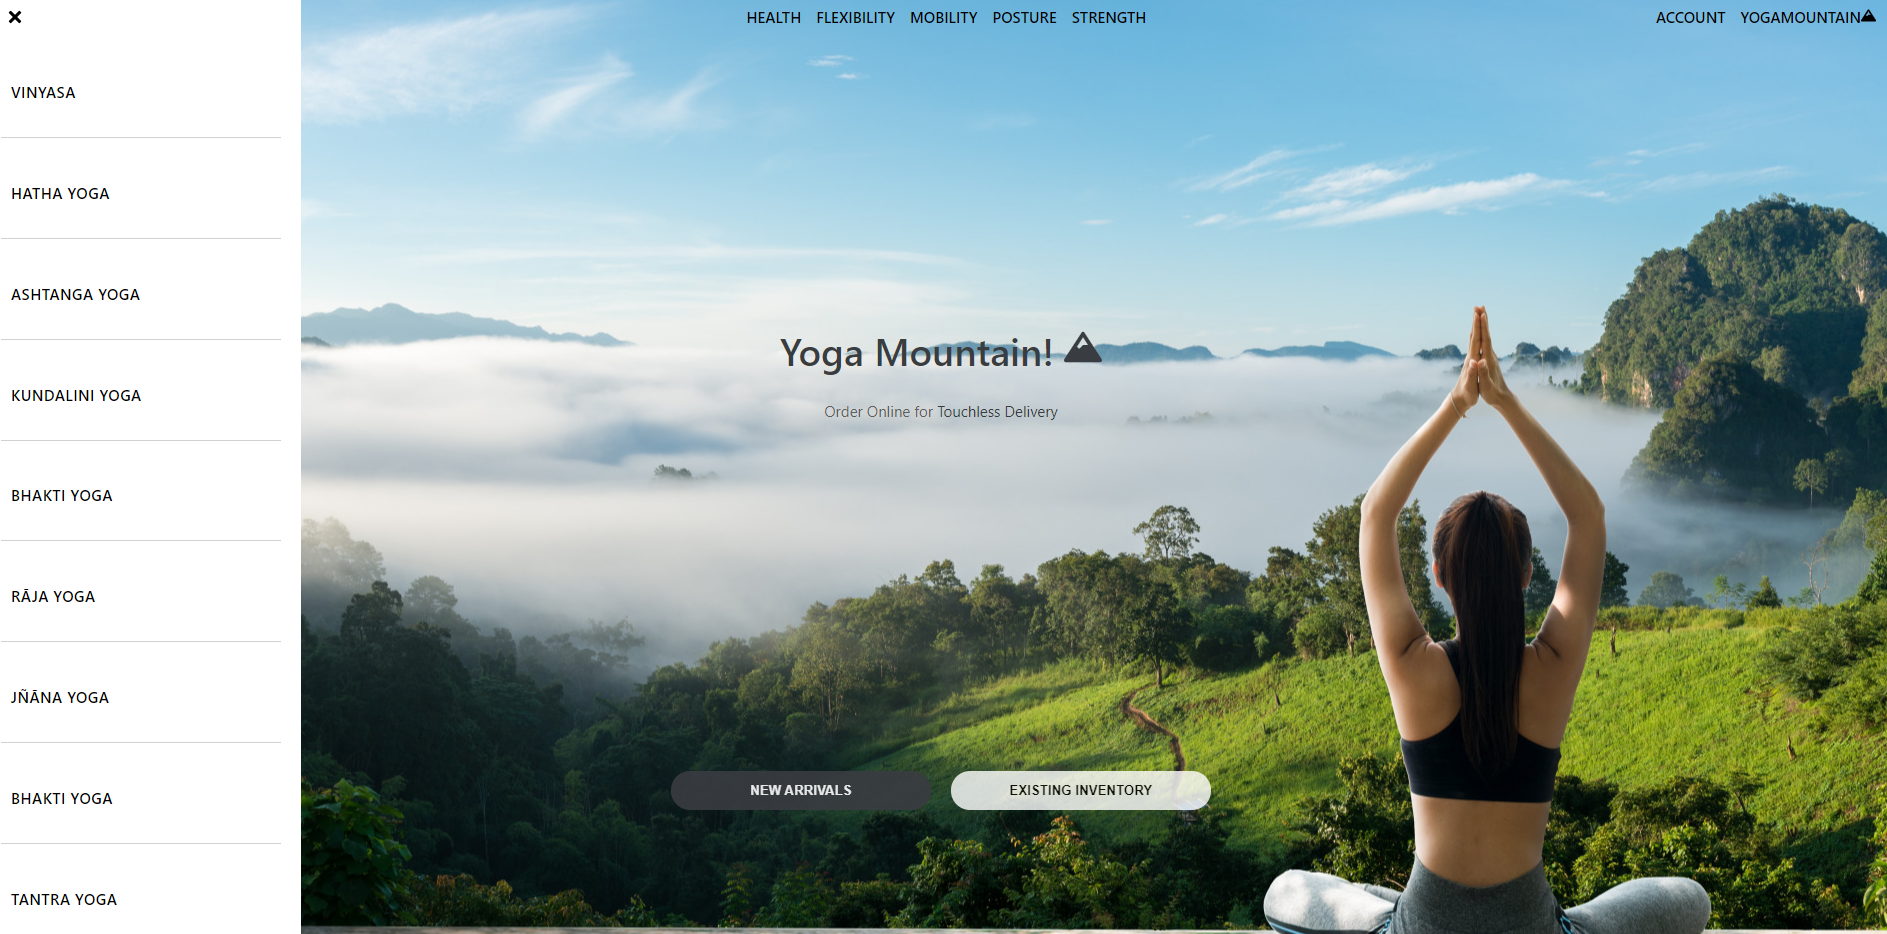 HEALTH FLEXIBILITY MOBILITY POSTURE STRENGTH
ACCOUNT YOGAMOUNTAIN
VINYASA
HATHA YOGA
ASHTANGA YOGA
KUNDALINI YOGA
BHAKTI YOGA
RĀJA YOGA
JÑĀNA YOGA
BHAKTI YOGA
TANTRA YOGA
Yoga Mountain!
Order Online for Touchless Delivery
NEW ARRIVALS
EXISTING INVENTORY